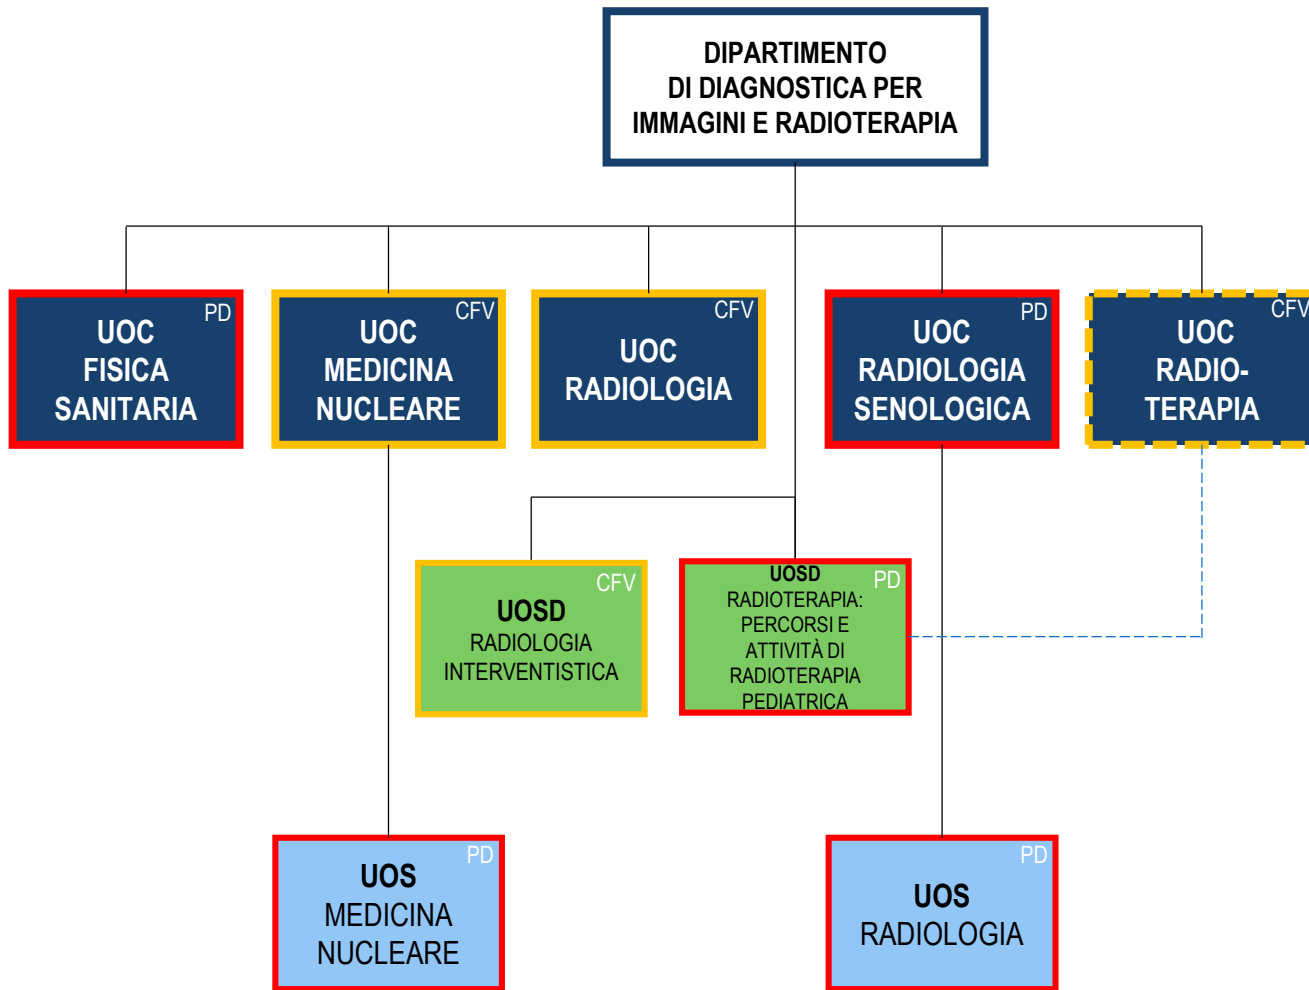 DIPARTIMENTO
DI DIAGNOSTICA PER
IMMAGINI E RADIOTERAPIA
PD
UOC
FISICA
SANITARIA
CFV
UOC
MEDICINA
NUCLEARE
CFV
UOC
RADIOLOGIA
PD
UOC
RADIOLOGIA
SENOLOGICA
CFV
UOC
RADIO-
TERAPIA
CFV
UOSD
RADIOLOGIA
INTERVENTISTICA
PD
UOSD
RADIOTERAPIA:
PERCORSI E
ATTIVITÀ DI
RADIOTERAPIA
PEDIATRICA
PD
UOS
MEDICINA
NUCLEARE
PD
UOS
RADIOLOGIA